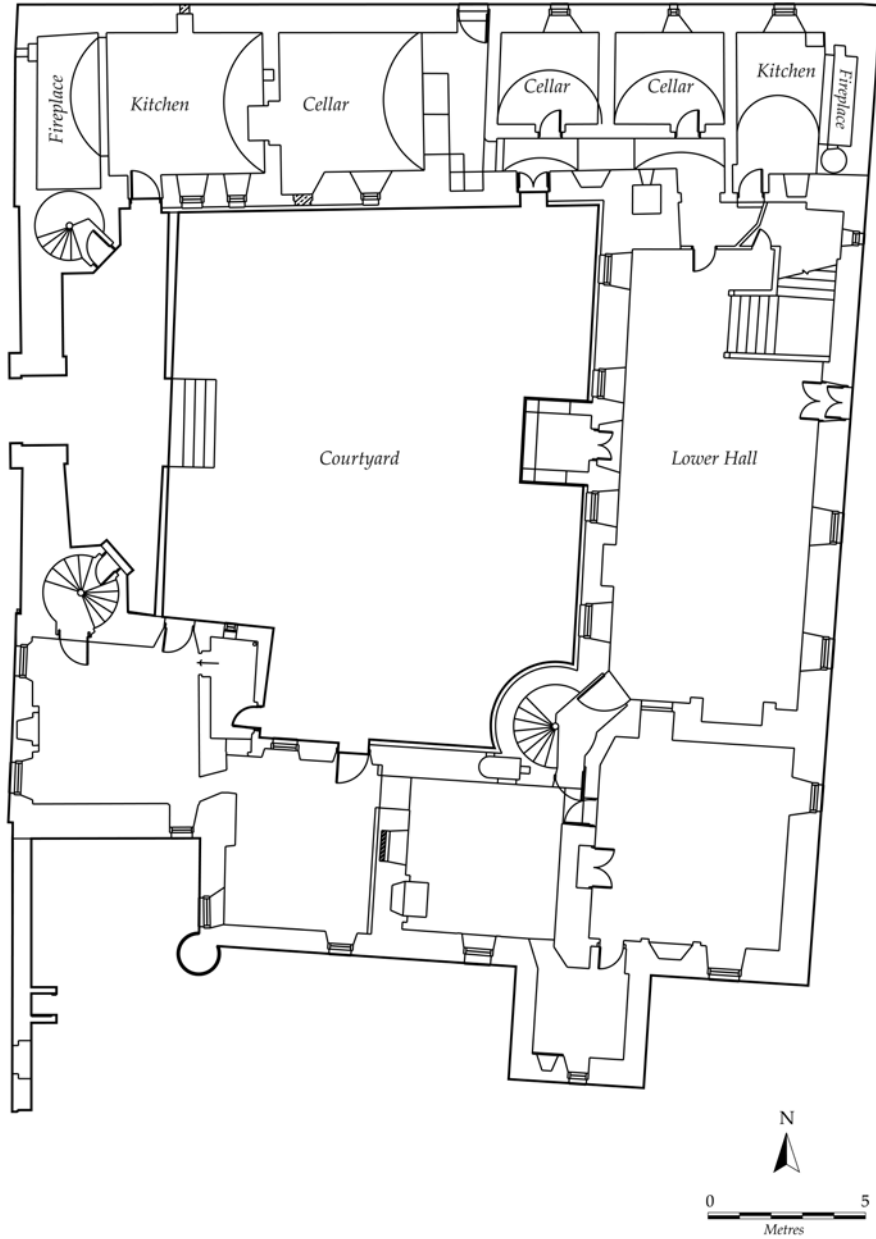 Fireplace
Kitchen
Cellar
Cellar
Cellar
Kitchen
Fireplace
Courtyard
Lower Hall
N
0 5
Metres